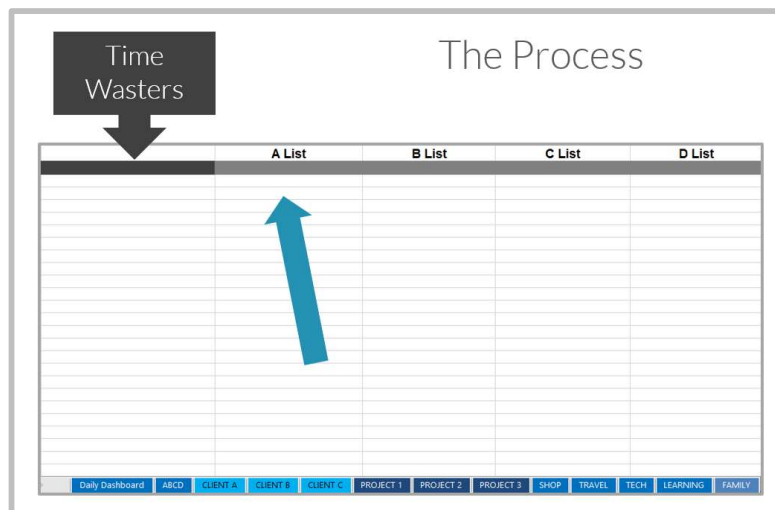 Time
Wasters
The Process
A List B List C List D List
Daily Dashboard ABCD CLIENT A CLIENT B CLIENT C PROJECT 1 PROJECT 2 PROJECT 3 SHOP TRAVEL TECH LEARNING FAMILY